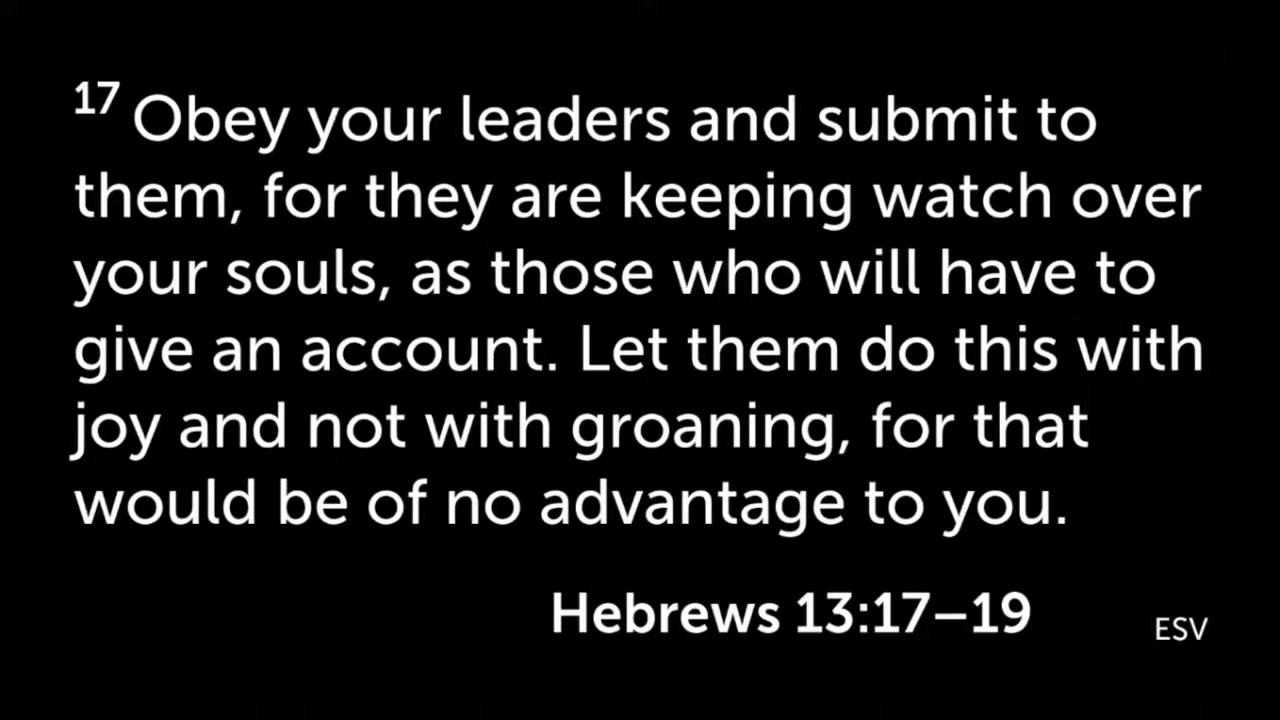 17 Obey your leaders and submit to
them, for they are keeping watch over
your souls, as those who will have to
give an account. Let them do this with
joy and not with groaning, for that
would be of no advantage to you.
Hebrews 13:17–19
ESV